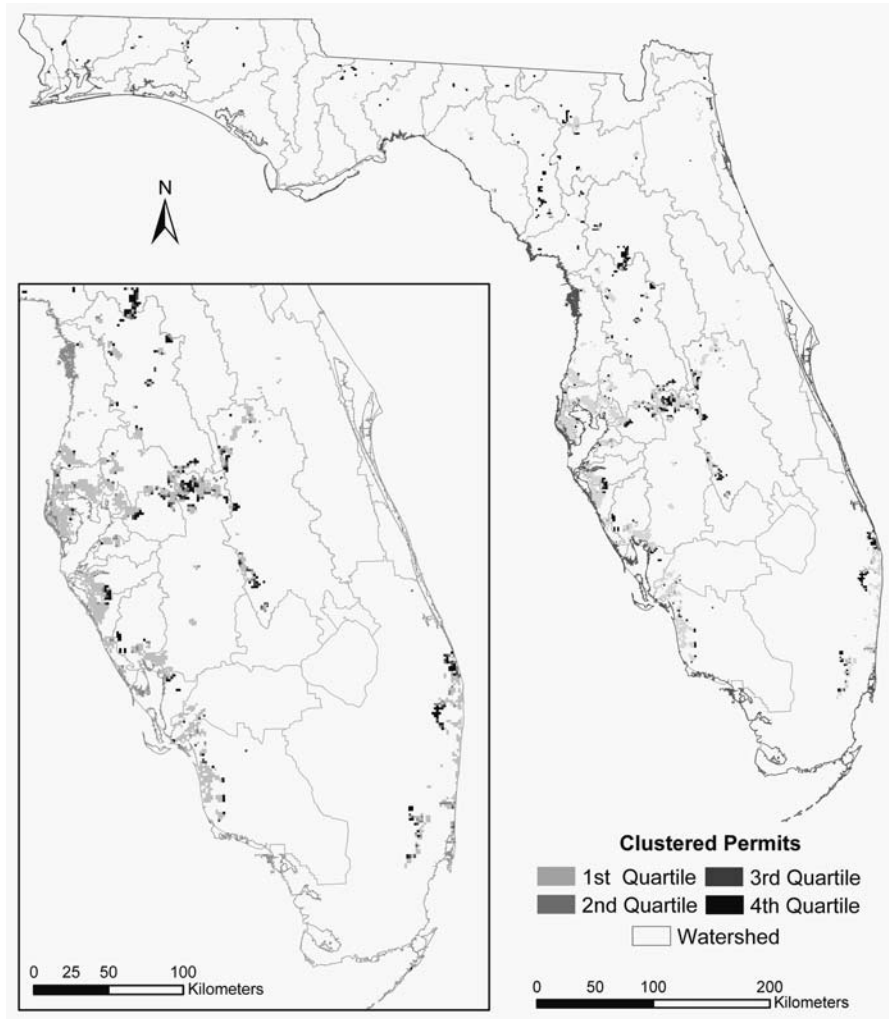 N
Clustered Permits
1st Quartile 3rd Quartile
2nd Quartile 4th Quartile
Watershed
0 25 50 100
Kilometers
0 50 100 200
Kilometers